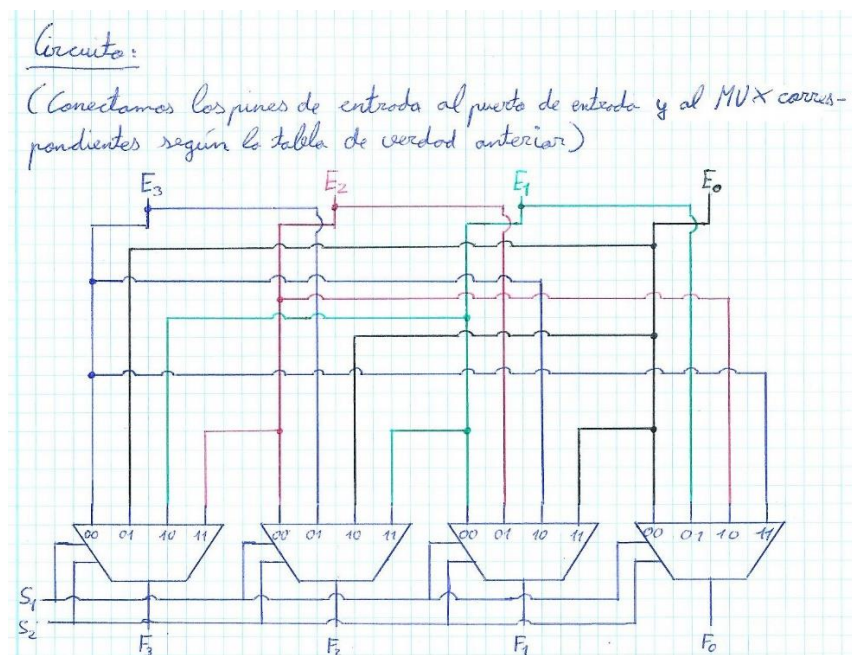 Circuito:
(Conectamos los pines de entrada al puerto de entrada y al MUX corres-
pondientes según la tabla de verdad anterior)
E3 E2 E1 E0
00 01 10 11 00 01 10 11 00 01 10 11 00 01 10 11
S1
S2
F3 F2 F1 F0